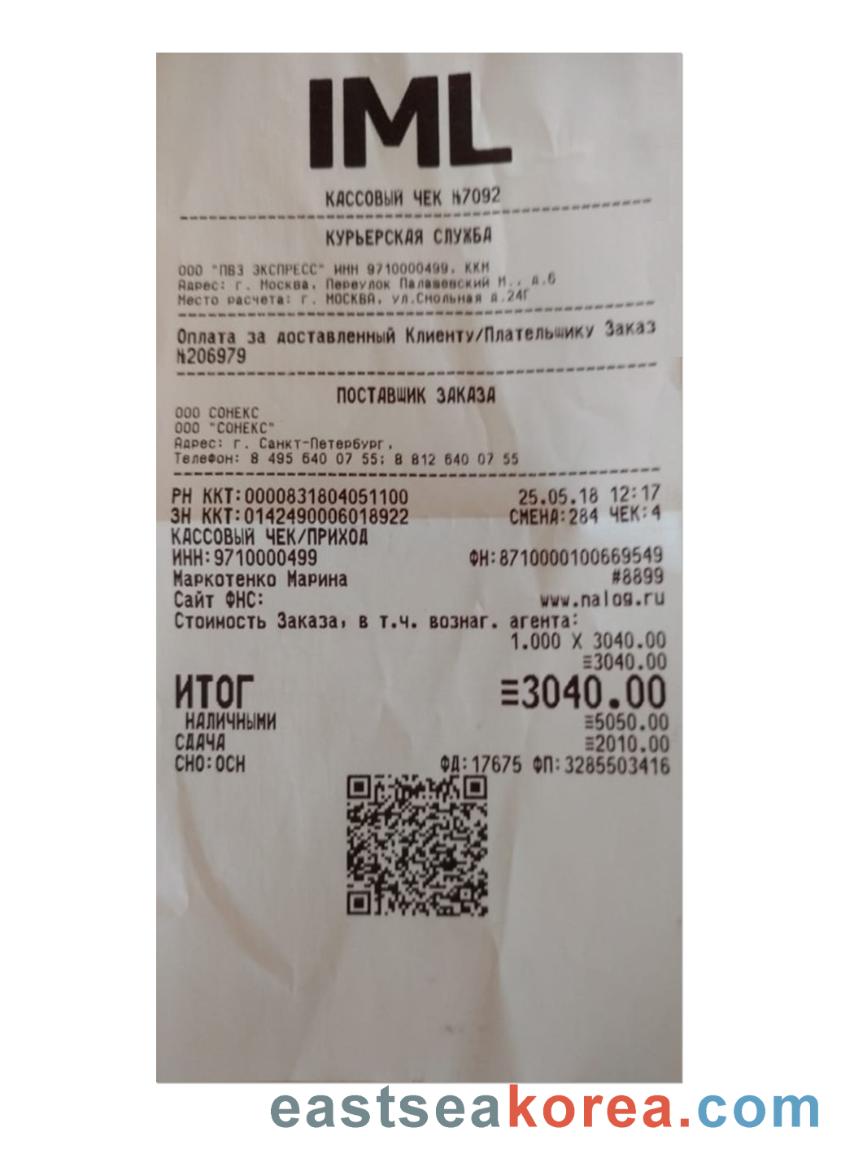 IML
КАССОВЫЙ ЧЕК №7092
КУРЬЕРСКАЯ СЛУЖБА
ООО "ПВЗ ЭКСПРЕСС" ИНН 9710000499, ККМ
Адрес: г. Москва, Переулок Палашевский М., д.6
Место расчета: г. МОСКВА, ул.Смольная д.24Г
Оплата за доставленный Клиенту/Плательшику Заказ
№206979
ПОСТАВШИК ЗАКАЗА
ООО СОНЕКС
ООО "СОНЕКС"
Адрес: г. Санкт-Петербург,
Телефон: 8 495 640 07 55; 8 812 640 07 55
РН ККТ:0000831804051100 25.05.18 12:17
ЗН ККТ:0142490006018922 СМЕНА:284 ЧЕК:4
КАССОВЫЙ ЧЕК/ПРИХОД
ИНН:9710000499 ФН:8710000100669549
Маркотенко Марина #8899
Сайт ФНС: www.nalog.ru
Стоимость Заказа, в т.ч. вознаг. агента:
1.000 X 3040.00
≡3040.00
ИТОГ ≡3040.00
НАЛИЧНЫМИ ≡5050.00
СДАЧА ≡2010.00
СНО:ОСН ФД:17675 ФП:3285503416
eastseakorea.com